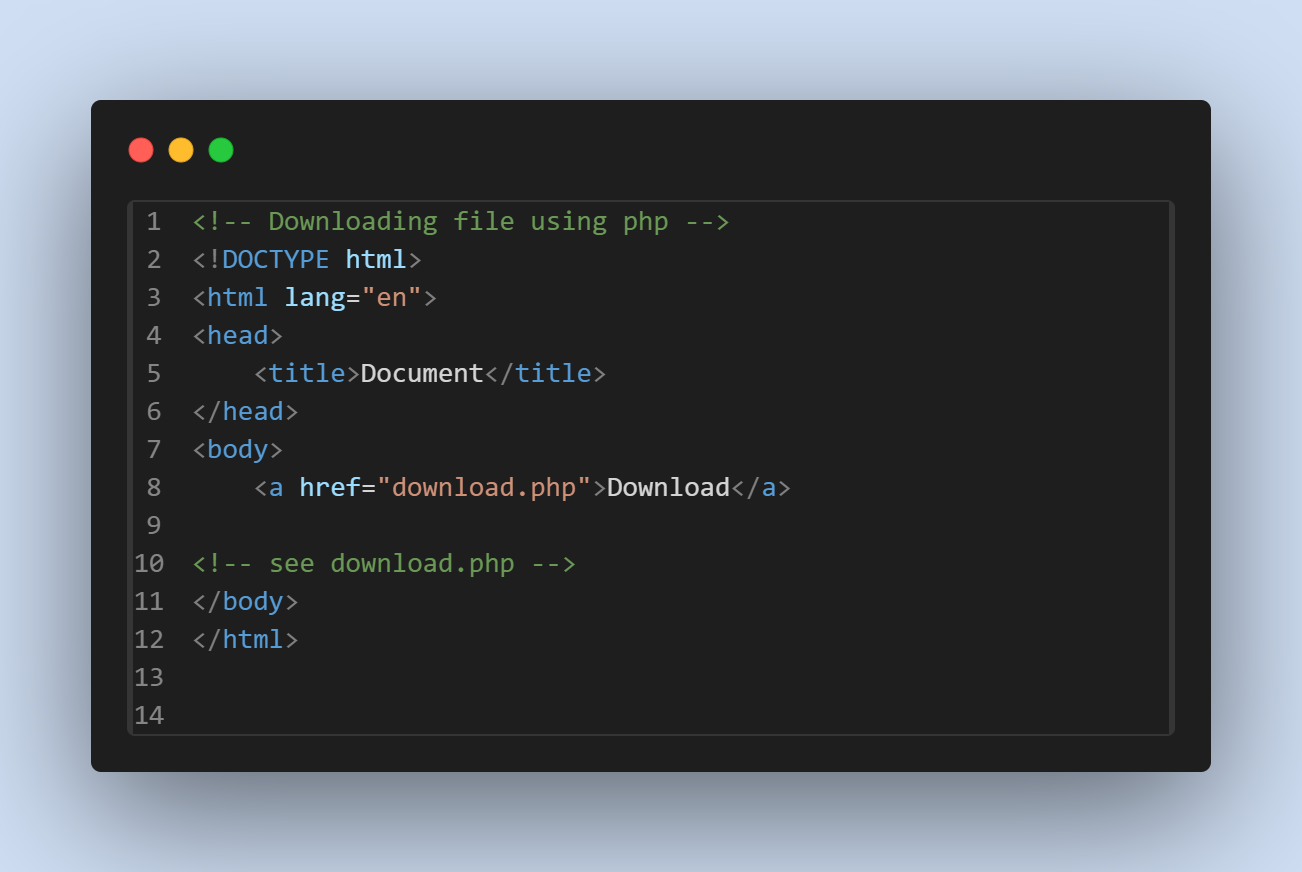 1 <!-- Downloading file using php -->
2 <!DOCTYPE html>
3 <html lang="en">
4 <head>
5     <title>Document</title>
6 </head>
7 <body>
8     <a href="download.php">Download</a>
9
10 <!-- see download.php -->
11 </body>
12 </html>
13
14